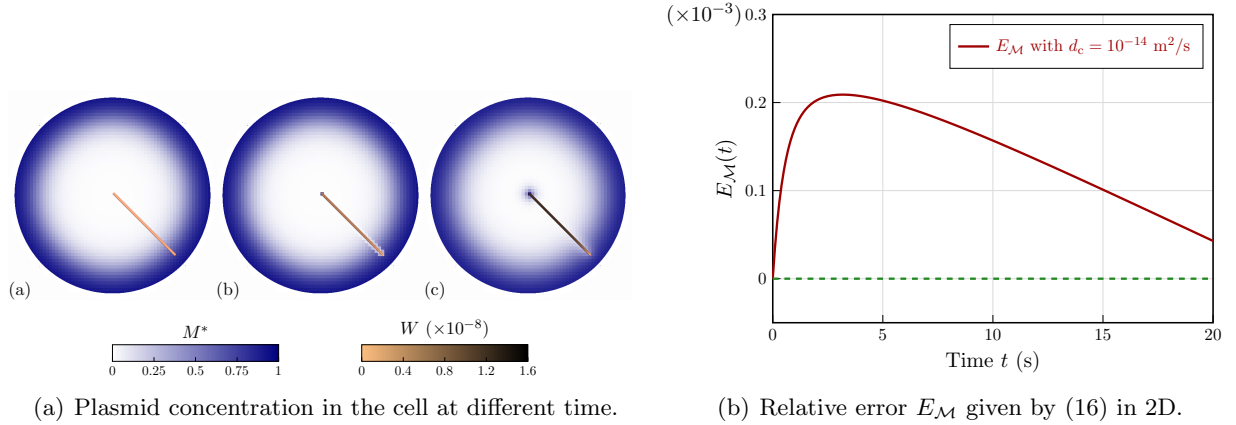 (a)
(b)
(c)
M*
0 0.25 0.5 0.75 1
W (×10−8)
0 0.4 0.8 1.2 1.6
(a) Plasmid concentration in the cell at different time.
(×10−3)
0.3
0.2
0.1
0
E_M(t)
E_M with d_c = 10−14 m2/s
0 5 10 15 20
Time t (s)
(b) Relative error E_M given by (16) in 2D.